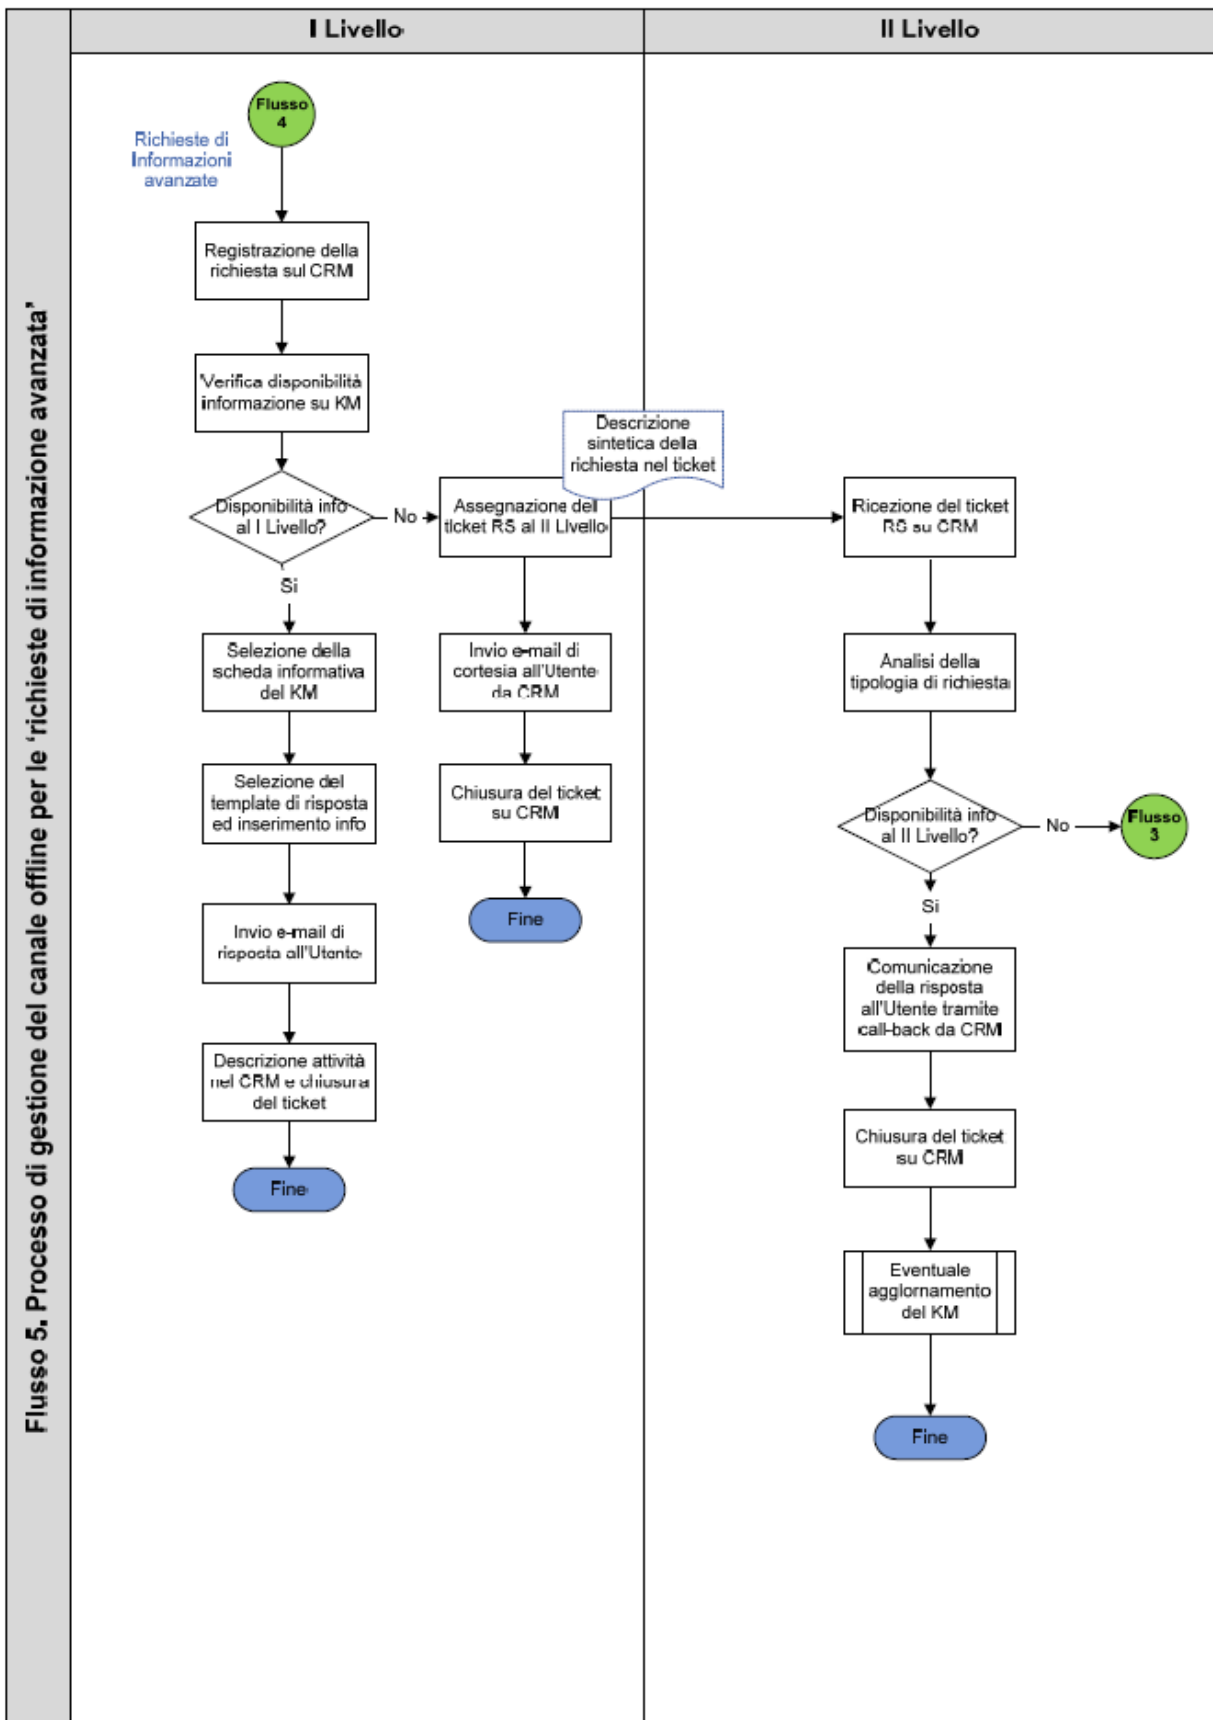 Flusso 5. Processo di gestione del canale offline per le 'richieste di informazione avanzata'
I Livello
II Livello
Flusso
4
Richieste di
Informazioni
avanzate
Registrazione della
richiesta sul CRM
Verifica disponibilità
informazione su KM
Disponibilità info
al I Livello?
No
Assegnazione del
ticket RS al II Livello
Descrizione
sintetica della
richiesta nel ticket
Ricezione del ticket
RS su CRM
Si
Selezione della
scheda informativa
del KM
Invio e-mail di
cortesia all'Utente
da CRM
Analisi della
tipologia di richiesta
Selezione del
template di risposta
ed inserimento info
Chiusura del ticket
su CRM
Disponibilità info
al II Livello?
No
Flusso
3
Fine
Si
Invio e-mail di
risposta all'Utente
Comunicazione
della risposta
all'Utente tramite
call-back da CRM
Descrizione attività
nel CRM e chiusura
del ticket
Chiusura del ticket
su CRM
Fine
Eventuale
aggiornamento
del KM
Fine